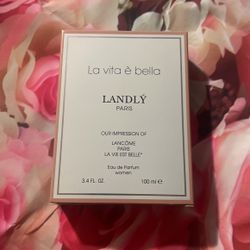 La vita è bella
LANDLÝ
PARIS
OUR IMPRESSION OF
LANCÔME
PARIS
LA VIE EST BELLE*
Eau de Parfum
women
3.4 FL. OZ.
100 ml ℮